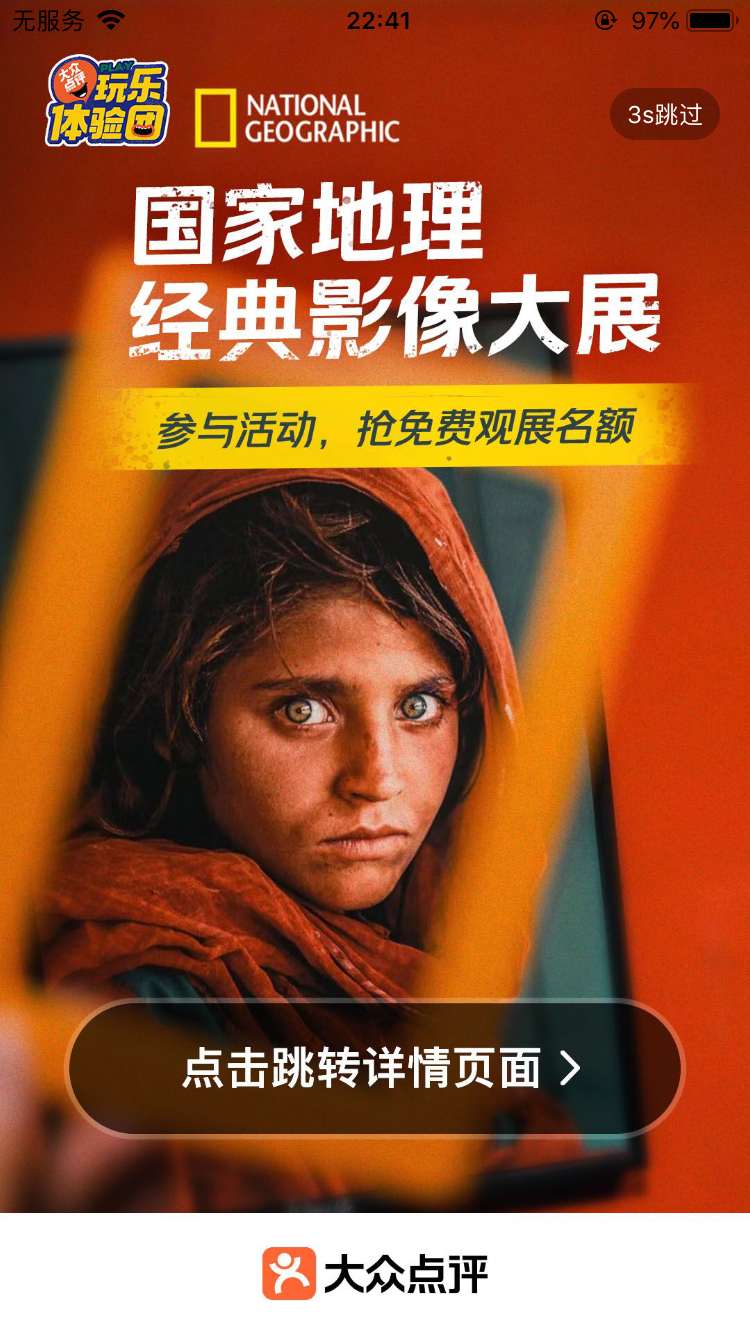 无服务 22:41 97%
大众点评 PLAY 玩乐体验团
NATIONAL
GEOGRAPHIC
3s跳过
国家地理
经典影像大展
参与活动，抢免费观展名额
点击跳转详情页面
大众点评